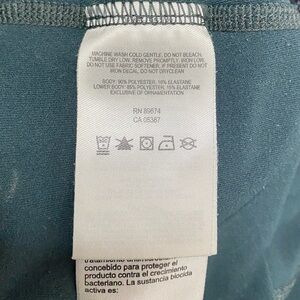 MACHINE WASH COLD GENTLE. DO NOT BLEACH.
TUMBLE DRY LOW. REMOVE PROMPTLY. IRON LOW.
DO NOT USE FABRIC SOFTENER. IF PRESENT DO NOT
IRON DECAL. DO NOT DRYCLEAN
BODY: 90% POLYESTER, 10% ELASTANE
LOWER BODY: 85% POLYESTER, 15% ELASTANE
EXCLUSIVE OF ORNAMENTATION
RN 89674
CA 05367
concebido para proteger el
producto contra el crecimiento
bacteriano. La sustancia biocida
activa es: